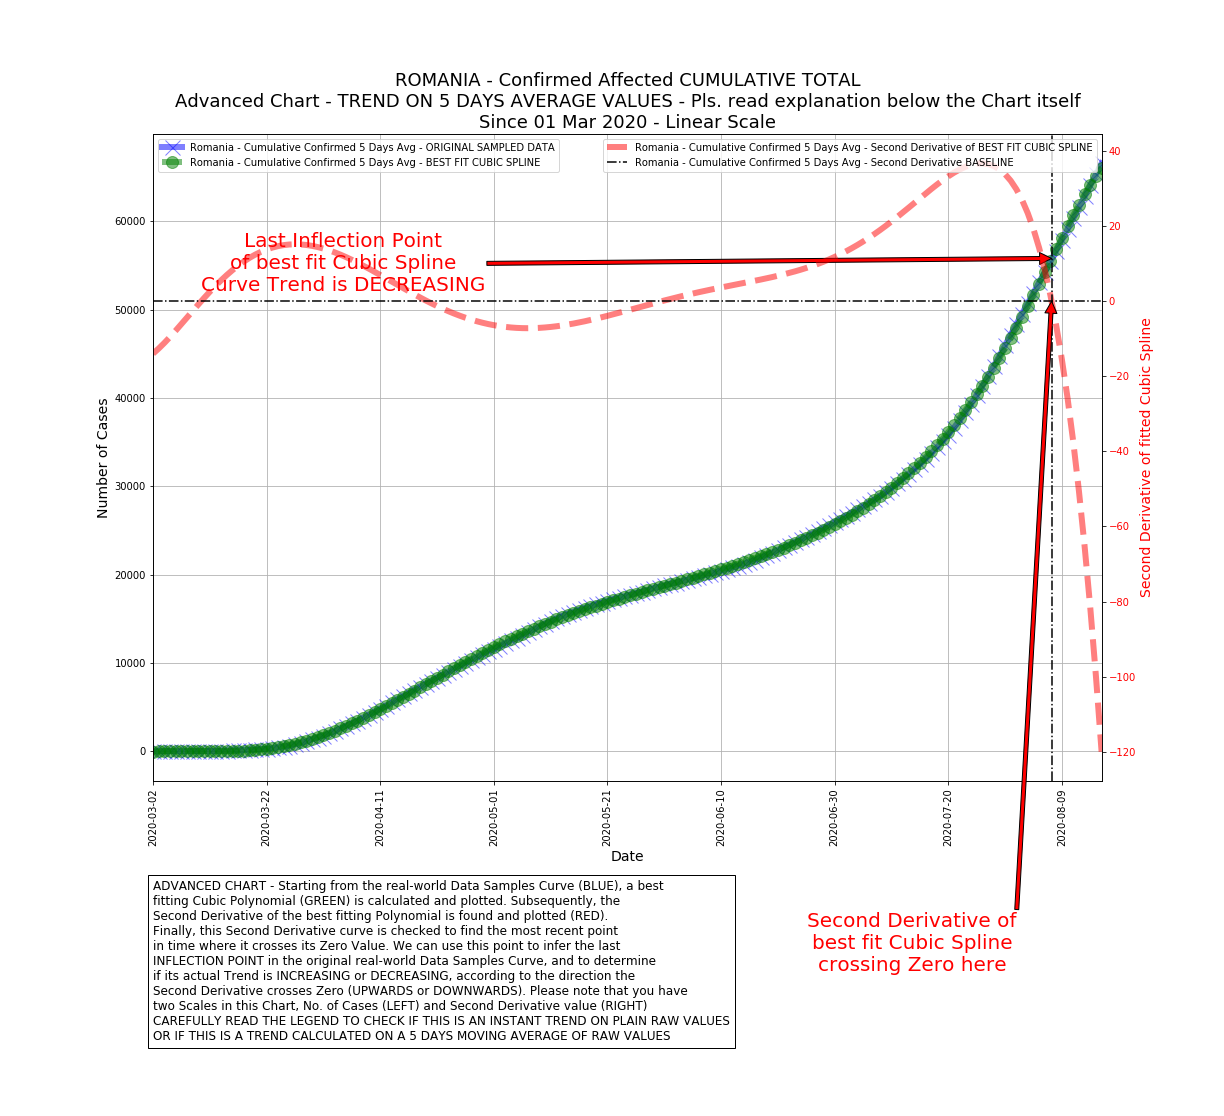 ROMANIA - Confirmed Affected CUMULATIVE TOTAL
Advanced Chart - TREND ON 5 DAYS AVERAGE VALUES - Pls. read explanation below the Chart itself
Since 01 Mar 2020 - Linear Scale
Romania - Cumulative Confirmed 5 Days Avg - ORIGINAL SAMPLED DATA
Romania - Cumulative Confirmed 5 Days Avg - BEST FIT CUBIC SPLINE
Romania - Cumulative Confirmed 5 Days Avg - Second Derivative of BEST FIT CUBIC SPLINE
Romania - Cumulative Confirmed 5 Days Avg - Second Derivative BASELINE
Last Inflection Point
of best fit Cubic Spline
Curve Trend is DECREASING
Number of Cases
60000
50000
40000
30000
20000
10000
0
40
20
0
−20
−40
−60
−80
−100
−120
Second Derivative of fitted Cubic Spline
2020-03-02
2020-03-22
2020-04-11
2020-05-01
2020-05-21
2020-06-10
2020-06-30
2020-07-20
2020-08-09
Date
ADVANCED CHART - Starting from the real-world Data Samples Curve (BLUE), a best
fitting Cubic Polynomial (GREEN) is calculated and plotted. Subsequently, the
Second Derivative of the best fitting Polynomial is found and plotted (RED).
Finally, this Second Derivative curve is checked to find the most recent point
in time where it crosses its Zero Value. We can use this point to infer the last
INFLECTION POINT in the original real-world Data Samples Curve, and to determine
if its actual Trend is INCREASING or DECREASING, according to the direction the
Second Derivative crosses Zero (UPWARDS or DOWNWARDS). Please note that you have
two Scales in this Chart, No. of Cases (LEFT) and Second Derivative value (RIGHT)
CAREFULLY READ THE LEGEND TO CHECK IF THIS IS AN INSTANT TREND ON PLAIN RAW VALUES
OR IF THIS IS A TREND CALCULATED ON A 5 DAYS MOVING AVERAGE OF RAW VALUES
Second Derivative of
best fit Cubic Spline
crossing Zero here